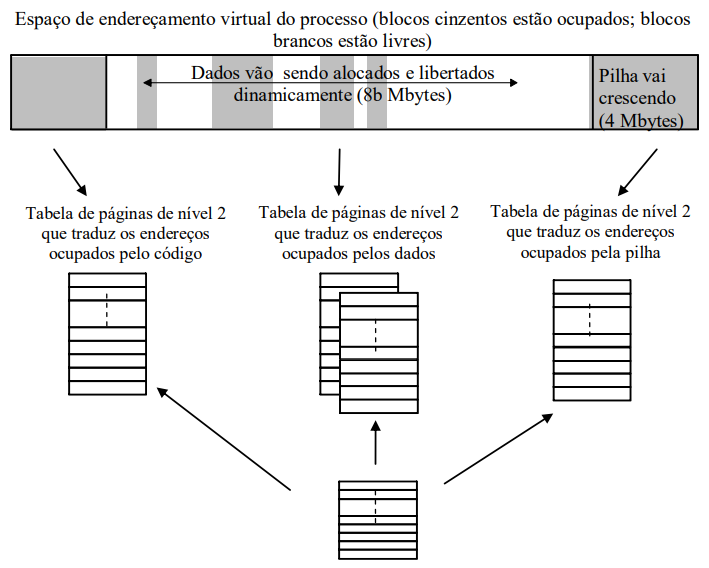 Espaço de endereçamento virtual do processo (blocos cinzentos estão ocupados; blocos
brancos estão livres)
Dados vão sendo alocados e libertados
dinamicamente (8b Mbytes)
Pilha vai
crescendo
(4 Mbytes)
Tabela de páginas de nível 2
que traduz os endereços
ocupados pelo código
Tabela de páginas de nível 2
que traduz os endereços
ocupados pelos dados
Tabela de páginas de nível 2
que traduz os endereços
ocupados pela pilha